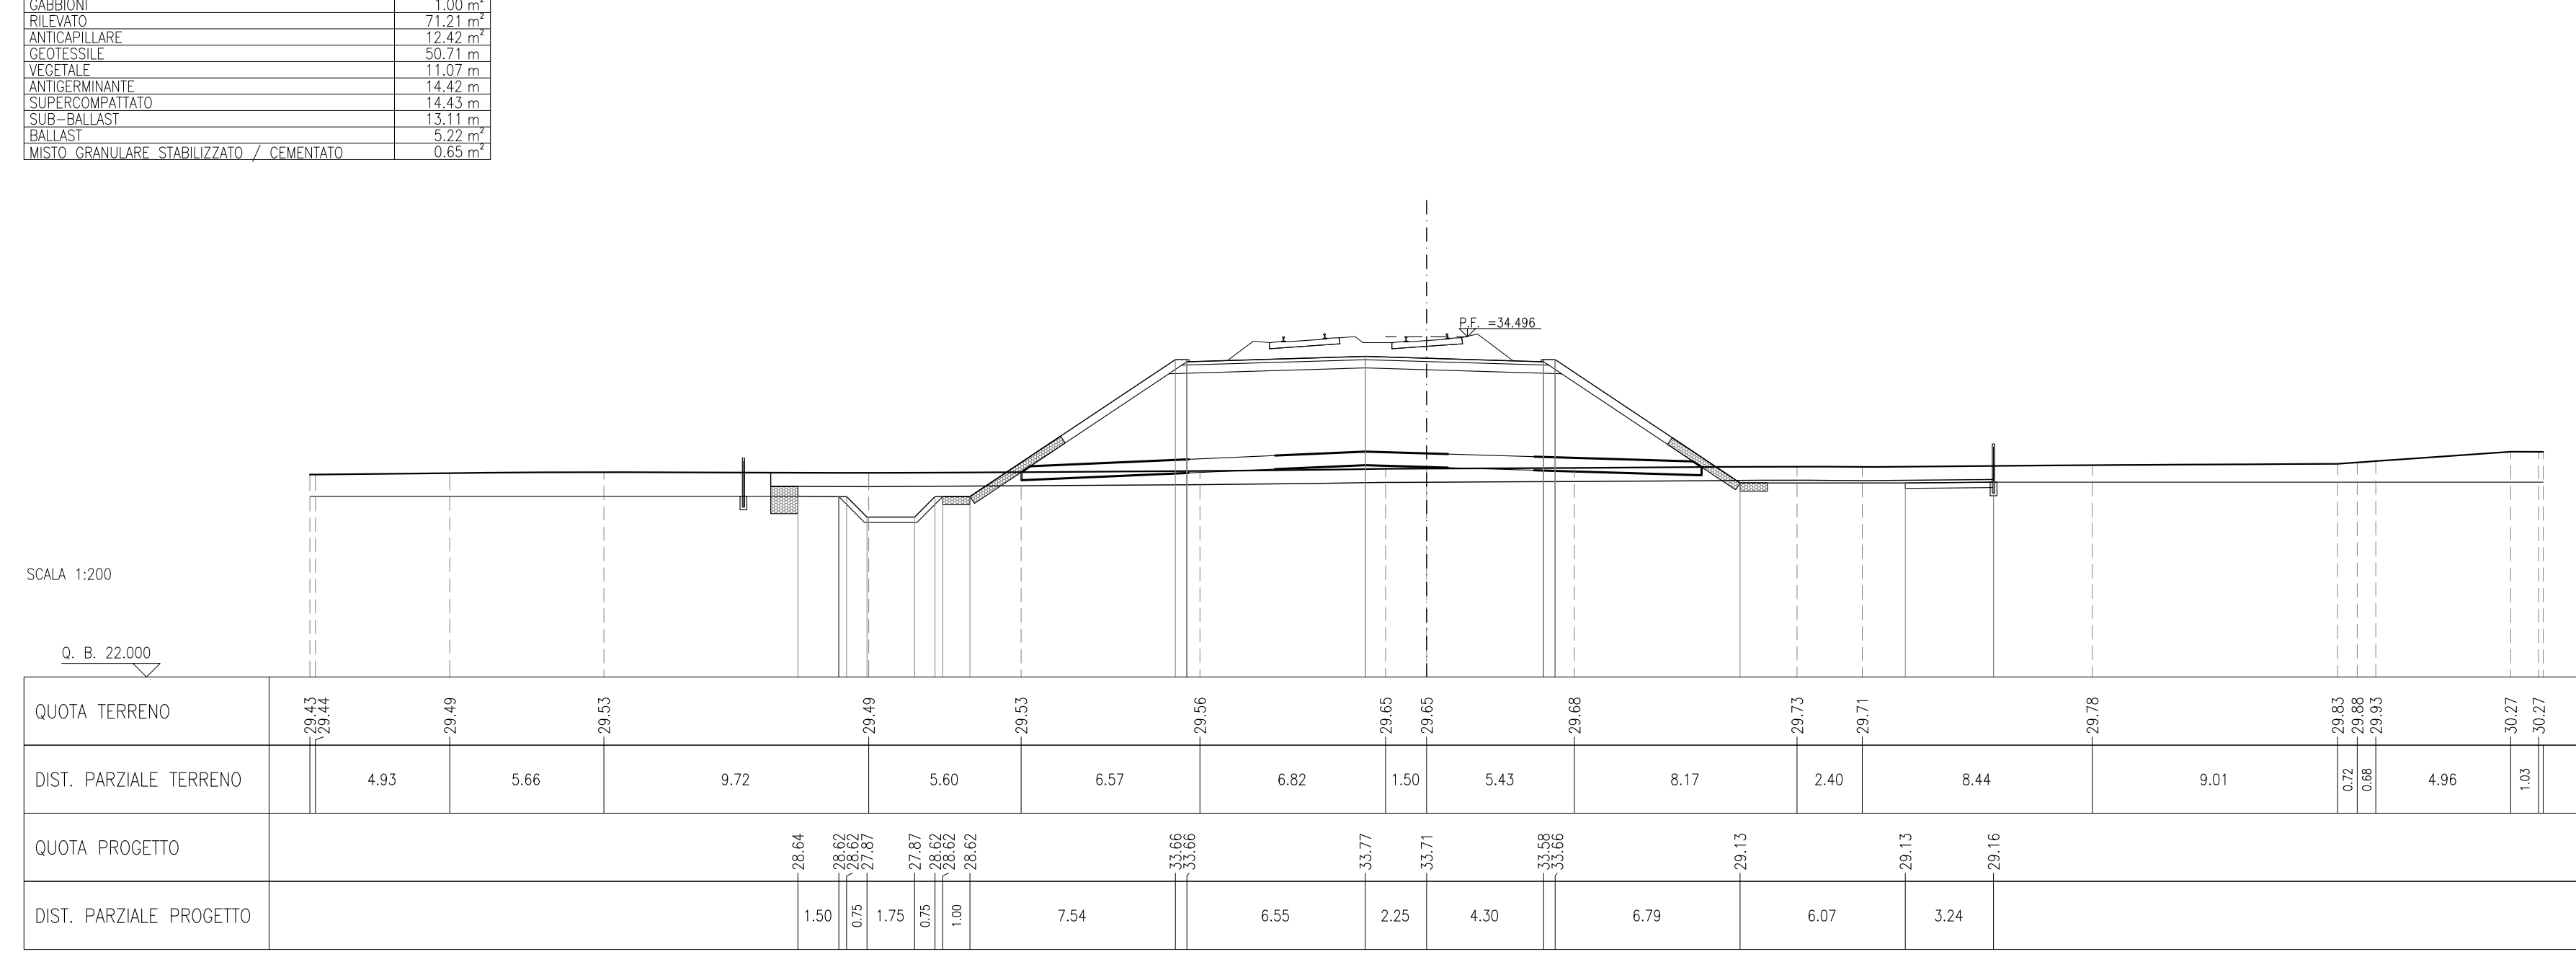 GABBIONI 1.00 m²
RILEVATO 71.21 m²
ANTICAPILLARE 12.42 m²
GEOTESSILE 50.71 m
VEGETALE 11.07 m
ANTIGERMINANTE 14.42 m
SUPERCOMPATTATO 14.43 m
SUB-BALLAST 13.11 m
BALLAST 5.22 m²
MISTO GRANULARE STABILIZZATO / CEMENTATO 0.65 m²
P.F. =34.496
SCALA 1:200
Q. B. 22.000
QUOTA TERRENO 29.43 29.44 29.49 29.53 29.49 29.53 29.56 29.65 29.65 29.68 29.73 29.71 29.78 29.83 29.88 29.93 30.27 30.27
DIST. PARZIALE TERRENO 4.93 5.66 9.72 5.60 6.57 6.82 1.50 5.43 8.17 2.40 8.44 9.01 0.72 0.68 4.96 1.03
QUOTA PROGETTO 28.64 28.62 28.62 27.87 27.87 28.62 28.62 28.62 33.66 33.66 33.77 33.71 33.58 33.66 29.13 29.13 29.16
DIST. PARZIALE PROGETTO 1.50 0.75 1.75 0.75 1.00 7.54 6.55 2.25 4.30 6.79 6.07 3.24